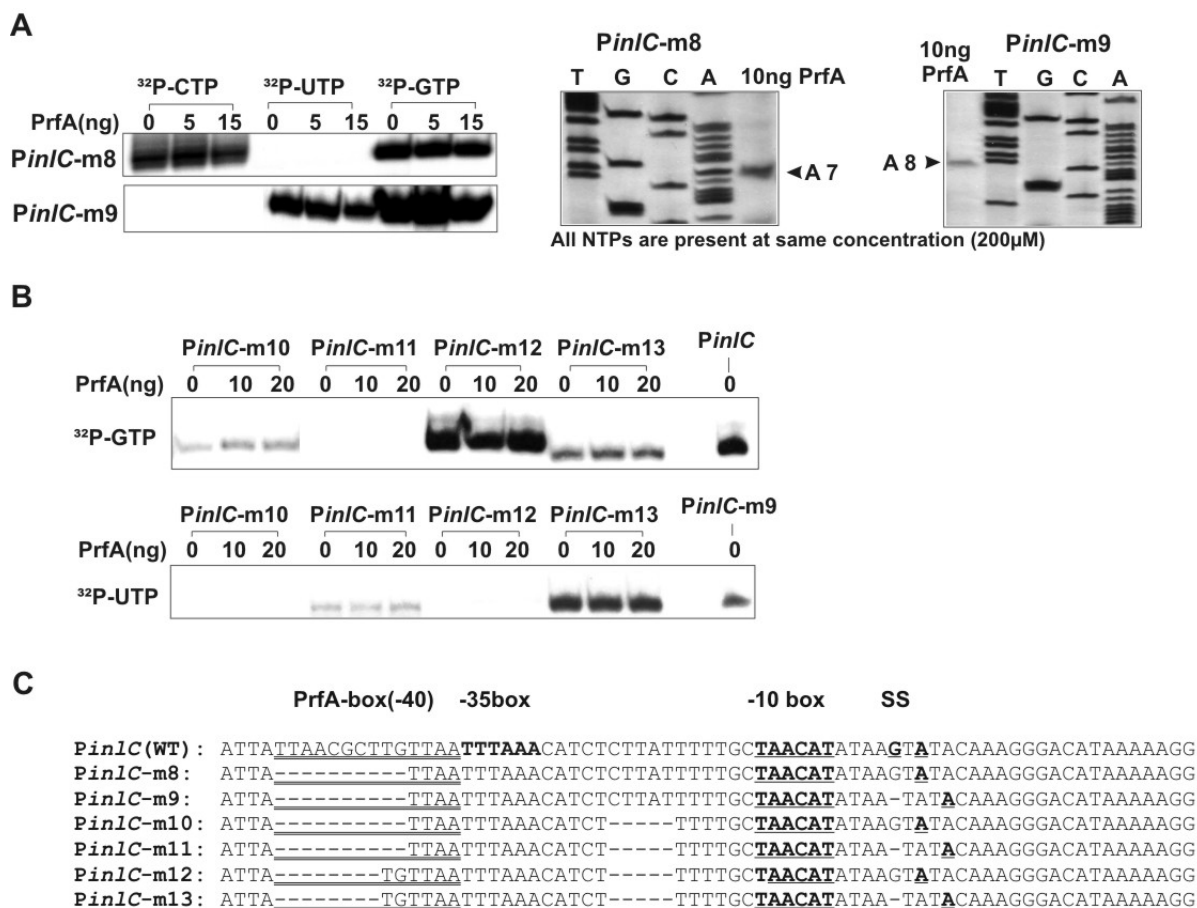 A
³²P-CTP ³²P-UTP ³²P-GTP
PrfA(ng) 0 5 15 0 5 15 0 5 15
PinlC-m8
PinlC-m9
PinlC-m8
T G C A 10ng PrfA
◄A 7
10ng PrfA PinlC-m9
T G C A
A 8 ►
All NTPs are present at same concentration (200µM)
B
PinlC-m10 PinlC-m11 PinlC-m12 PinlC-m13 PinlC
PrfA(ng) 0 10 20 0 10 20 0 10 20 0 10 20 0
³²P-GTP
PinlC-m10 PinlC-m11 PinlC-m12 PinlC-m13 PinlC-m9
PrfA(ng) 0 10 20 0 10 20 0 10 20 0 10 20 0
³²P-UTP
C
PrfA-box(-40) -35box -10 box SS
PinlC(WT): ATTATTAACGCTTGTTAATTTAAACATCTCTTATTTTTGCTAACATATAAGTATACAAAGGGACATAAAAAGG
PinlC-m8: ATTA----------TTAATTTAAACATCTCTTATTTTTGCTAACATATAAGTATACAAAGGGACATAAAAAGG
PinlC-m9: ATTA----------TTAATTTAAACATCTCTTATTTTTGCTAACATATAA-TATACAAAGGGACATAAAAAGG
PinlC-m10: ATTA----------TTAATTTAAACATCT-----TTTTGCTAACATATAAGTATACAAAGGGACATAAAAAGG
PinlC-m11: ATTA----------TTAATTTAAACATCT-----TTTTGCTAACATATAA-TATACAAAGGGACATAAAAAGG
PinlC-m12: ATTA--------TGTTAATTTAAACATCT-----TTTTGCTAACATATAAGTATACAAAGGGACATAAAAAGG
PinlC-m13: ATTA--------TGTTAATTTAAACATCT-----TTTTGCTAACATATAA-TATACAAAGGGACATAAAAAGG